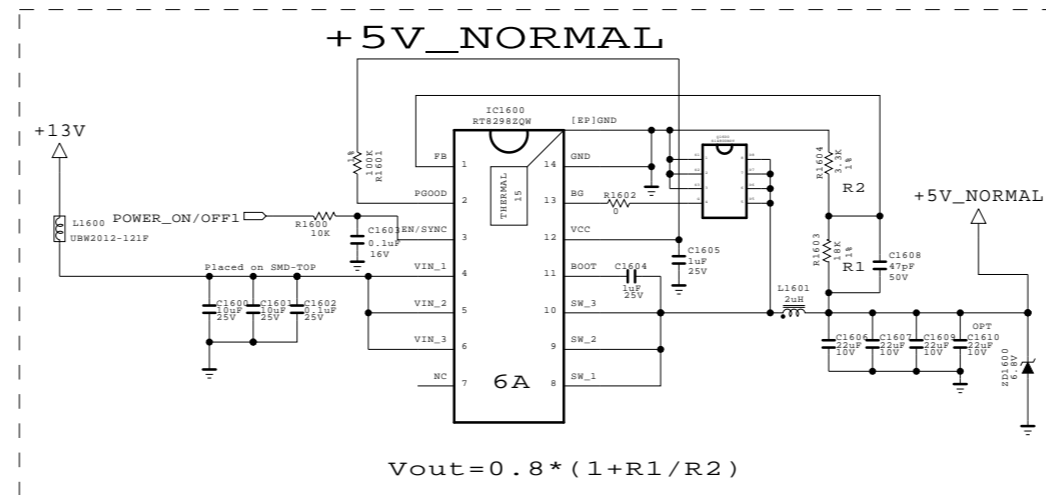 +5V_NORMAL
+13V
L1600
UBW2012-121F
POWER_ON/OFF1
R1600
10K
C1603
0.1uF
16V
1%
100K
R1601
Placed on SMD-TOP
C1600
10uF
25V
C1601
10uF
25V
C1602
0.1uF
25V
IC1600
RT8298ZQW
[EP]GND
THERMAL
15
FB
1
PGOOD
2
EN/SYNC
3
VIN_1
4
VIN_2
5
VIN_3
6
NC
7
14
GND
13
BG
12
VCC
11
BOOT
10
SW_3
9
SW_2
8
SW_1
6A
R1602
0
C1605
1uF
25V
C1604
1uF
25V
L1601
2uH
R1604
3.3K
1%
R2
R1603
18K
1%
R1
C1608
47pF
50V
+5V_NORMAL
C1606
22uF
10V
C1607
22uF
10V
C1609
22uF
10V
OPT
C1610
22uF
10V
ZD1600
6.8V
Vout=0.8*(1+R1/R2)